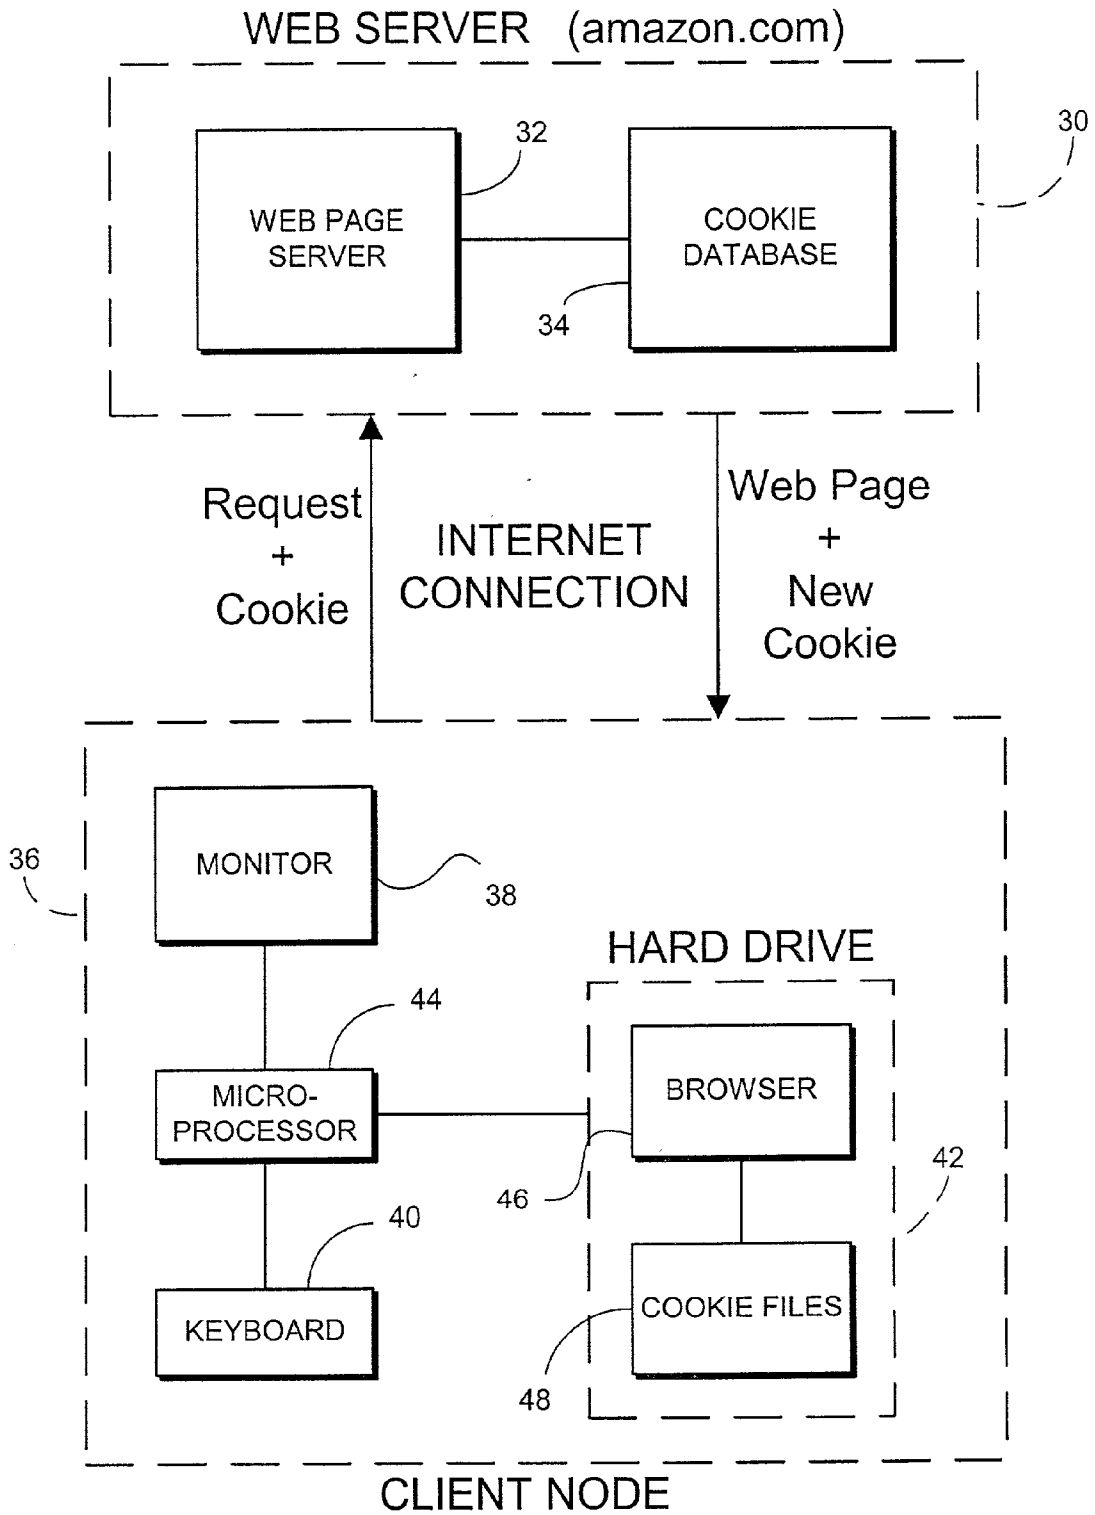 WEB SERVER (amazon.com)
30
32
WEB PAGE
SERVER
COOKIE
DATABASE
34
Request
+
Cookie
INTERNET
CONNECTION
Web Page
+
New
Cookie
36
MONITOR
38
HARD DRIVE
44
MICRO-
PROCESSOR
BROWSER
46
42
40
KEYBOARD
COOKIE FILES
48
CLIENT NODE